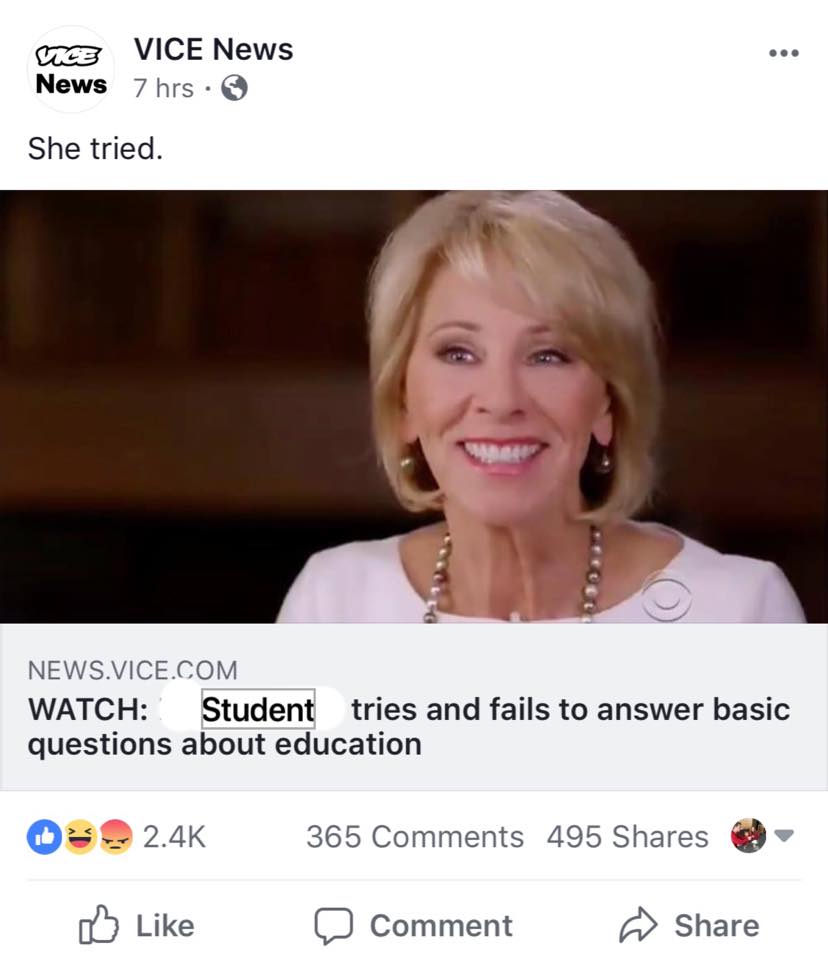 VICE
News
VICE News
7 hrs ·
She tried.
NEWS.VICE.COM
WATCH: Student tries and fails to answer basic
questions about education
2.4K 365 Comments 495 Shares
Like Comment Share